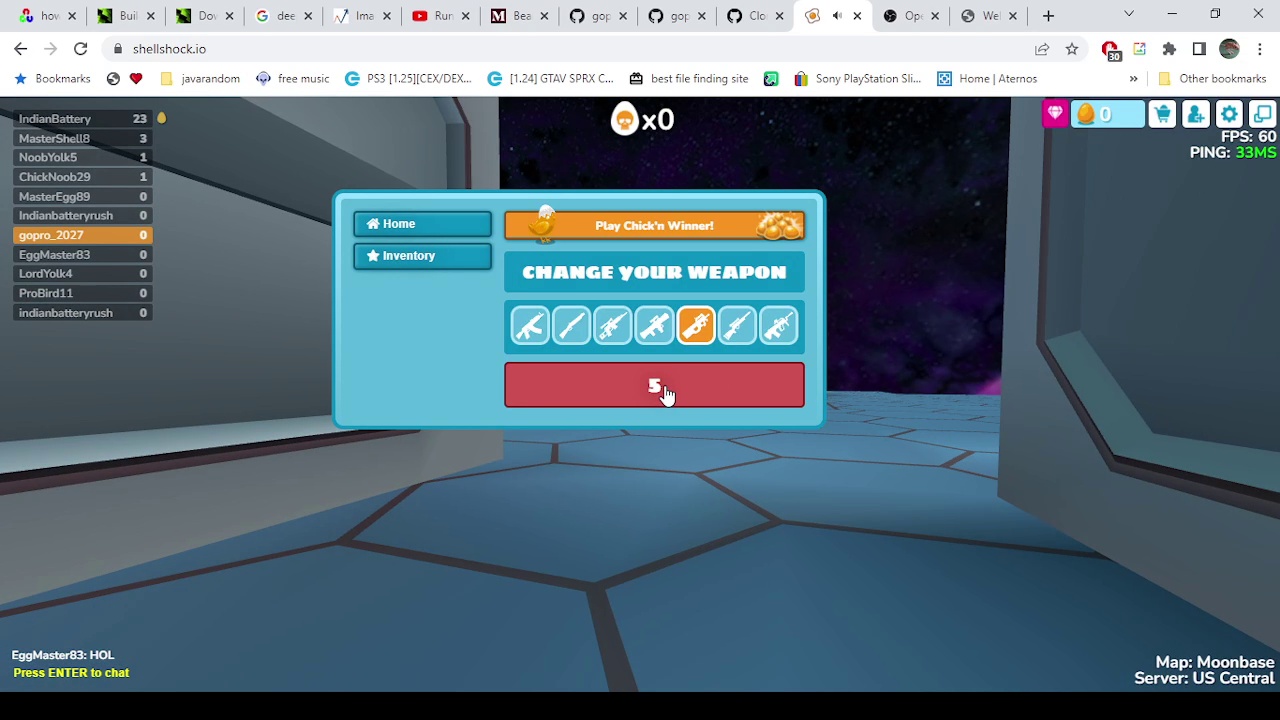 how
Buil
Dow
dee
Ima
Run
Bea
gop
gop
Clo
Ope
Wel
shellshock.io
30
Bookmarks
javarandom
free music
PS3 [1.25][CEX/DEX...
[1.24] GTAV SPRX C...
best file finding site
Sony PlayStation Sli...
Home | Aternos
»
Other bookmarks
IndianBattery 23
MasterShell8 3
NoobYolk5 1
ChickNoob29 1
MasterEgg89 0
Indianbatteryrush 0
gopro_2027 0
EggMaster83 0
LordYolk4 0
ProBird11 0
indianbatteryrush 0
x0
0
FPS: 60
PING: 33MS
Home
Inventory
Play Chick'n Winner!
CHANGE YOUR WEAPON
5
EggMaster83: HOL
Press ENTER to chat
Map: Moonbase
Server: US Central